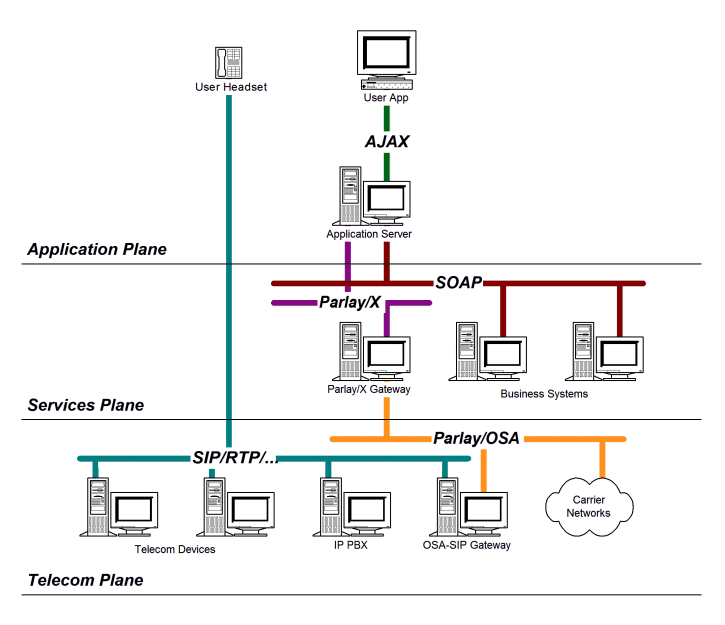 User Headset
User App
AJAX
Application Server
Application Plane
SOAP
Parlay/X
Parlay/X Gateway
Business Systems
Services Plane
Parlay/OSA
SIP/RTP/...
Carrier
Networks
Telecom Devices
IP PBX
OSA-SIP Gateway
Telecom Plane